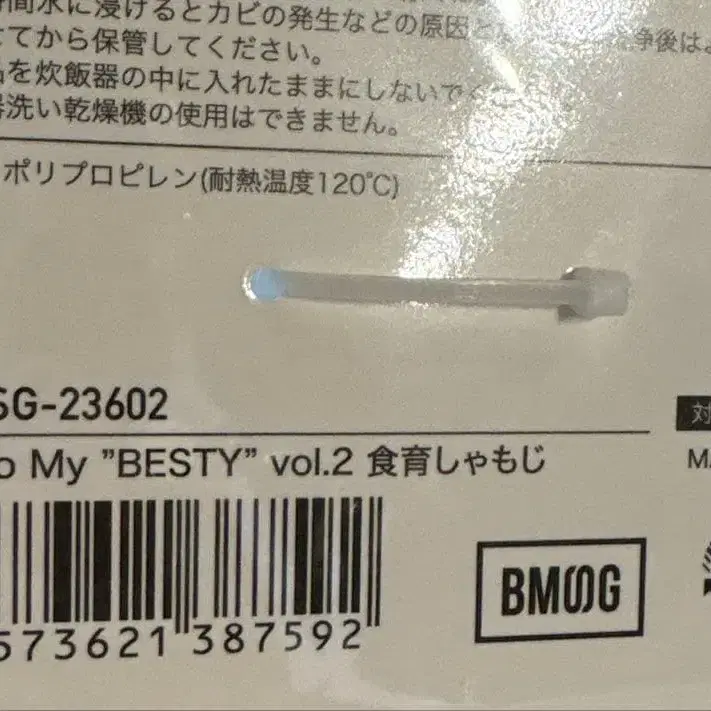 間水に浸けるとカビの発生などの原因と
てから保管してください。
を炊飯器の中に入れたままにしないで
洗い乾燥機の使用はできません。
ポリプロピレン(耐熱温度120℃)
SG-23602
対
o My ”BESTY” vol.2 食育しゃもじ
573621 387592
BMOG